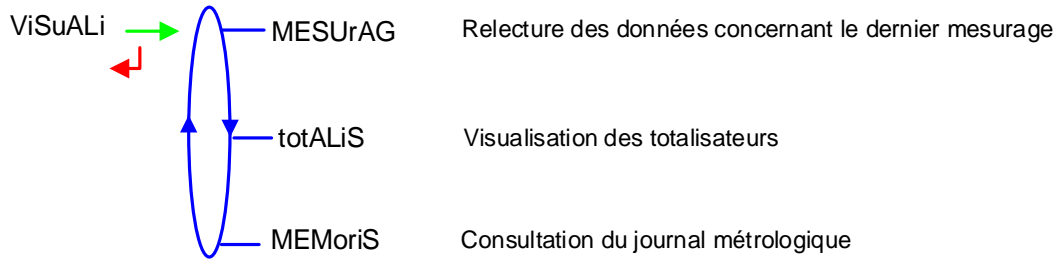 ViSuALi
MESUrAG Relecture des données concernant le dernier mesurage
totALiS Visualisation des totalisateurs
MEMoriS Consultation du journal métrologique